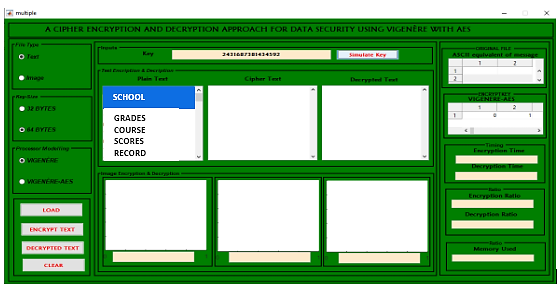 multiple
A CIPHER ENCRYPTION AND DECRYPTION APPROACH FOR DATA SECURITY USING VIGENÈRE WITH AES
File Type
Text
Image
Key Size
32 BYTES
64 BYTES
VIGENERE
VIGENERE-AES
LOAD
ENCRYPT TEXT
DECRYPTED TEXT
CLEAR
Inputs
Key
Simulate Key
Text Encryption & Decryption
Plain Text
Cipher Text
Decrypted Text
SCHOOL
GRADES
COURSE
SCORES
RECORD
Image Encryption & Decryption
ORIGINAL FILE
ASCII equivalent of message
1 2
1
2
ENCRYPTED
VIGENERE-AES
1 2
1 0 1
Timing
Encryption Time
Decryption Time
Ratio
Encryption Ratio
Decryption Ratio
Memory Used